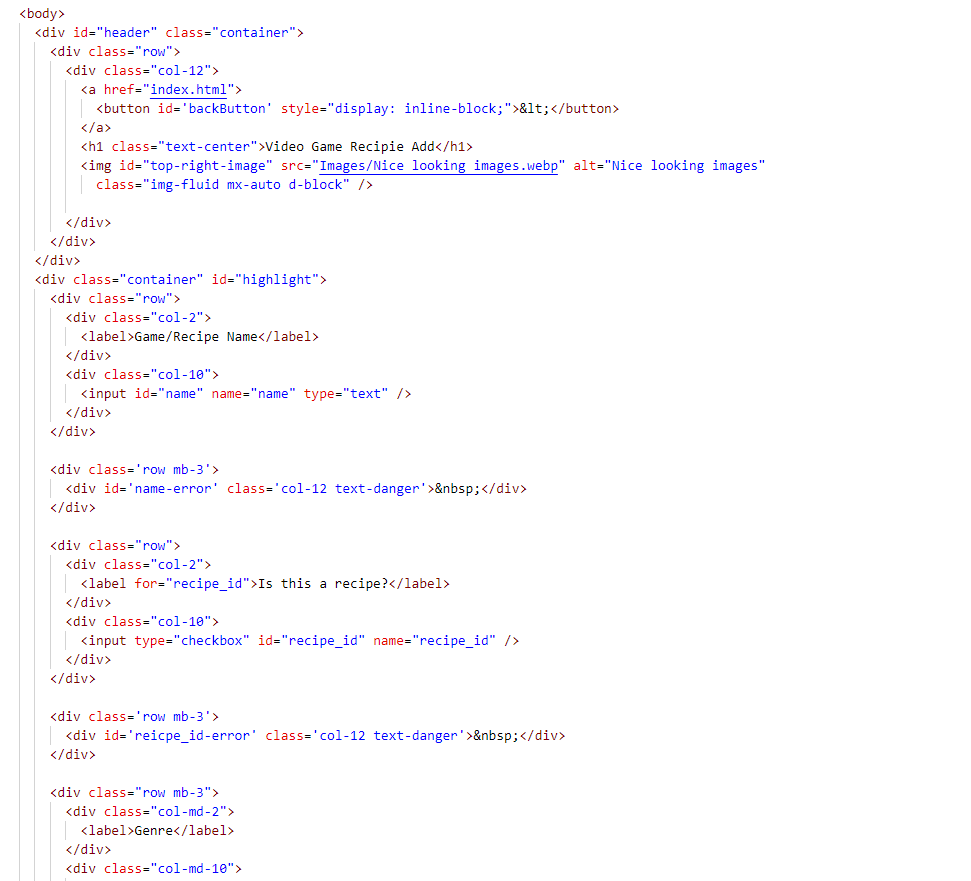 <body>
<div id="header" class="container">
<div class="row">
<div class="col-12">
<a href="index.html">
<button id='backButton' style="display: inline-block;">&lt;</button>
</a>
<h1 class="text-center">Video Game Recipie Add</h1>
<img id="top-right-image" src="Images/Nice looking images.webp" alt="Nice looking images"
class="img-fluid mx-auto d-block" />
</div>
</div>
</div>
<div class="container" id="highlight">
<div class="row">
<div class="col-2">
<label>Game/Recipe Name</label>
</div>
<div class="col-10">
<input id="name" name="name" type="text" />
</div>
</div>
<div class='row mb-3'>
<div id='name-error' class='col-12 text-danger'>&nbsp;</div>
</div>
<div class="row">
<div class="col-2">
<label for="recipe_id">Is this a recipe?</label>
</div>
<div class="col-10">
<input type="checkbox" id="recipe_id" name="recipe_id" />
</div>
</div>
<div class='row mb-3'>
<div id='reicpe_id-error' class='col-12 text-danger'>&nbsp;</div>
</div>
<div class="row mb-3">
<div class="col-md-2">
<label>Genre</label>
</div>
<div class="col-md-10">